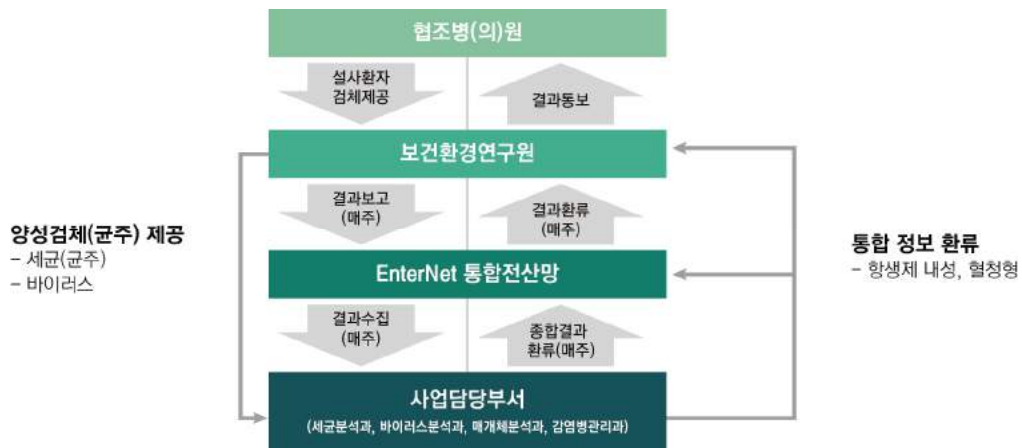 협조병(의)원
설사환자
검체제공
결과통보
보건환경연구원
결과보고
(매주)
결과환류
(매주)
양성검체(균주) 제공
– 세균(균주)
– 바이러스
통합 정보 환류
– 항생제 내성, 혈청형
EnterNet 통합전산망
결과수집
(매주)
종합결과
환류(매주)
사업담당부서
(세균분석과, 바이러스분석과, 매개체분석과, 감염병관리과)